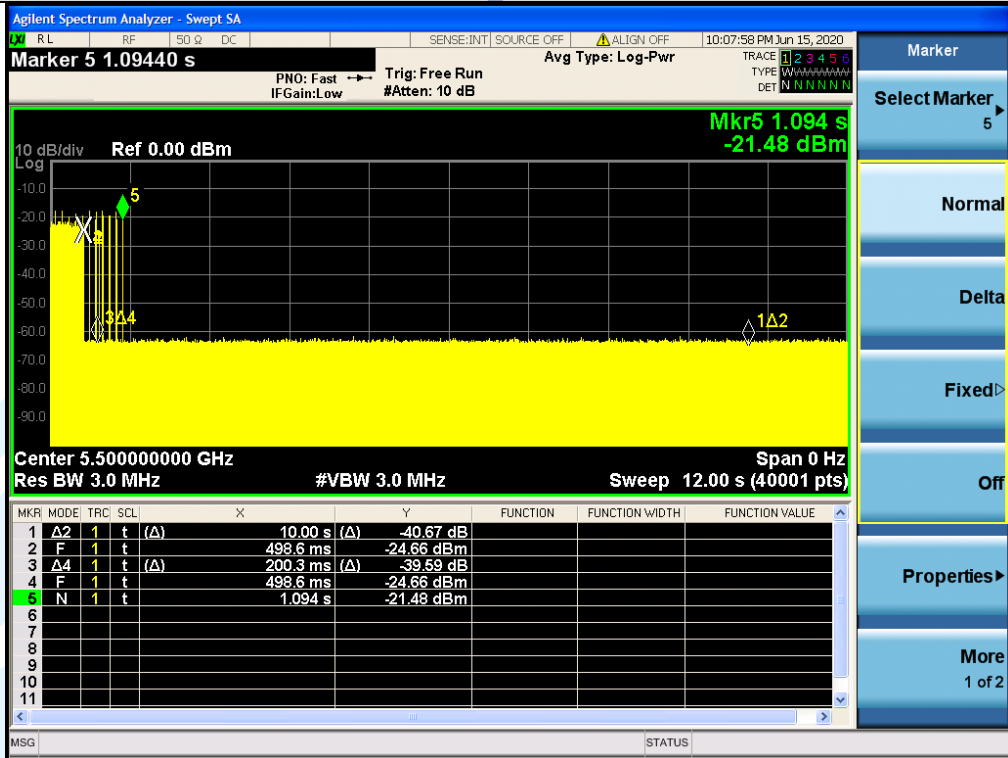 Agilent Spectrum Analyzer - Swept SA
LXI RL RF 50 Ω DC SENSE:INT SOURCE OFF ALIGN OFF 10:07:58 PM Jun 15, 2020
Marker 5 1.09440 s
PNO: Fast
IFGain:Low
Trig: Free Run
#Atten: 10 dB
Avg Type: Log-Pwr
TRACE 1 2 3 4 5 6
TYPE W
DET N N N N N N
Mkr5 1.094 s
-21.48 dBm
10 dB/div Ref 0.00 dBm
Log
-10.0
-20.0
-30.0
-40.0
-50.0
-60.0
-70.0
-80.0
-90.0
5
3Δ4
1Δ2
Center 5.500000000 GHz Span 0 Hz
Res BW 3.0 MHz #VBW 3.0 MHz Sweep 12.00 s (40001 pts)
MKR MODE TRC SCL X Y FUNCTION FUNCTION WIDTH FUNCTION VALUE
1 Δ2 1 t (Δ) 10.00 s (Δ) -40.67 dB
2 F 1 t 498.6 ms -24.66 dBm
3 Δ4 1 t (Δ) 200.3 ms (Δ) -39.59 dB
4 F 1 t 498.6 ms -24.66 dBm
5 N 1 t 1.094 s -21.48 dBm
6
7
8
9
10
11
MSG STATUS
Marker
Select Marker
5
Normal
Delta
Fixed
Off
Properties
More
1 of 2